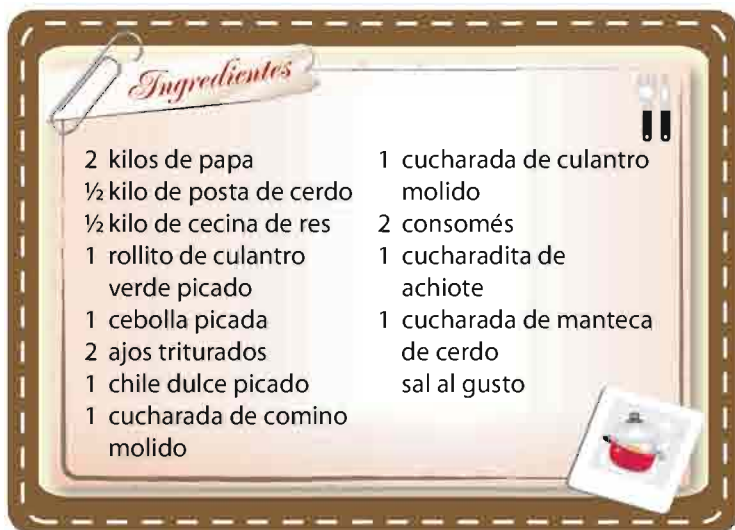 Ingredientes
2 kilos de papa
½ kilo de posta de cerdo
½ kilo de cecina de res
1 rollito de culantro
verde picado
1 cebolla picada
2 ajos triturados
1 chile dulce picado
1 cucharada de comino
molido
1 cucharada de culantro
molido
2 consomés
1 cucharadita de
achiote
1 cucharada de manteca
de cerdo
sal al gusto